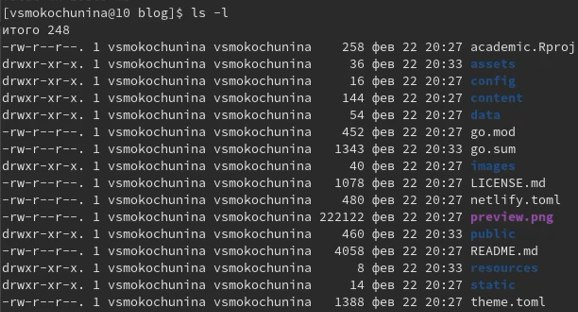 [vsmokochunina@10 blog]$ ls -l
итого 248
-rw-r--r--. 1 vsmokochunina vsmokochunina    258 фев 22 20:27 academic.Rproj
drwxr-xr-x. 1 vsmokochunina vsmokochunina     36 фев 22 20:33 assets
drwxr-xr-x. 1 vsmokochunina vsmokochunina     16 фев 22 20:27 config
drwxr-xr-x. 1 vsmokochunina vsmokochunina    144 фев 22 20:27 content
drwxr-xr-x. 1 vsmokochunina vsmokochunina     54 фев 22 20:27 data
-rw-r--r--. 1 vsmokochunina vsmokochunina    452 фев 22 20:27 go.mod
-rw-r--r--. 1 vsmokochunina vsmokochunina   1343 фев 22 20:33 go.sum
drwxr-xr-x. 1 vsmokochunina vsmokochunina     40 фев 22 20:27 images
-rw-r--r--. 1 vsmokochunina vsmokochunina   1078 фев 22 20:27 LICENSE.md
-rw-r--r--. 1 vsmokochunina vsmokochunina    480 фев 22 20:27 netlify.toml
-rw-r--r--. 1 vsmokochunina vsmokochunina 222122 фев 22 20:27 preview.png
drwxr-xr-x. 1 vsmokochunina vsmokochunina    460 фев 22 20:33 public
-rw-r--r--. 1 vsmokochunina vsmokochunina   4058 фев 22 20:27 README.md
drwxr-xr-x. 1 vsmokochunina vsmokochunina      8 фев 22 20:33 resources
drwxr-xr-x. 1 vsmokochunina vsmokochunina     14 фев 22 20:27 static
-rw-r--r--. 1 vsmokochunina vsmokochunina   1388 фев 22 20:27 theme.toml